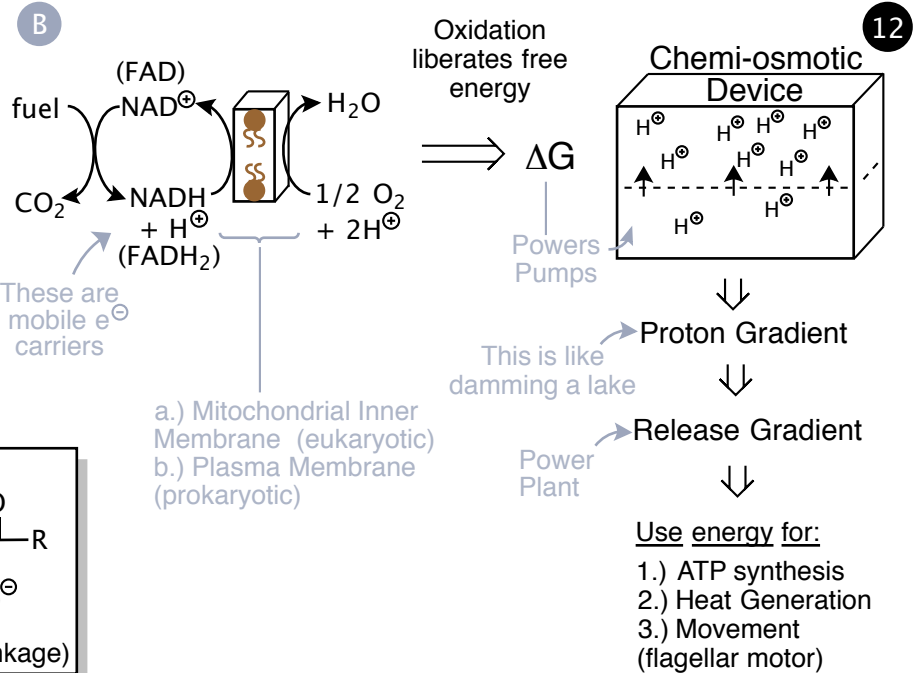 B
12
(FAD)
fuel
NAD⊕
H₂O
CO₂
NADH
+ H⊕
(FADH₂)
1/2 O₂
+ 2H⊕
These are
mobile e⊖
carriers
a.) Mitochondrial Inner
Membrane (eukaryotic)
b.) Plasma Membrane
(prokaryotic)
Oxidation
liberates free
energy
ΔG
Powers
Pumps
Chemi-osmotic
Device
H⊕ H⊕ H⊕ H⊕
H⊕ H⊕ H⊕
H⊕ H⊕
Proton Gradient
This is like
damming a lake
Release Gradient
Power
Plant
Use energy for:
1.) ATP synthesis
2.) Heat Generation
3.) Movement
(flagellar motor)
R
⊖